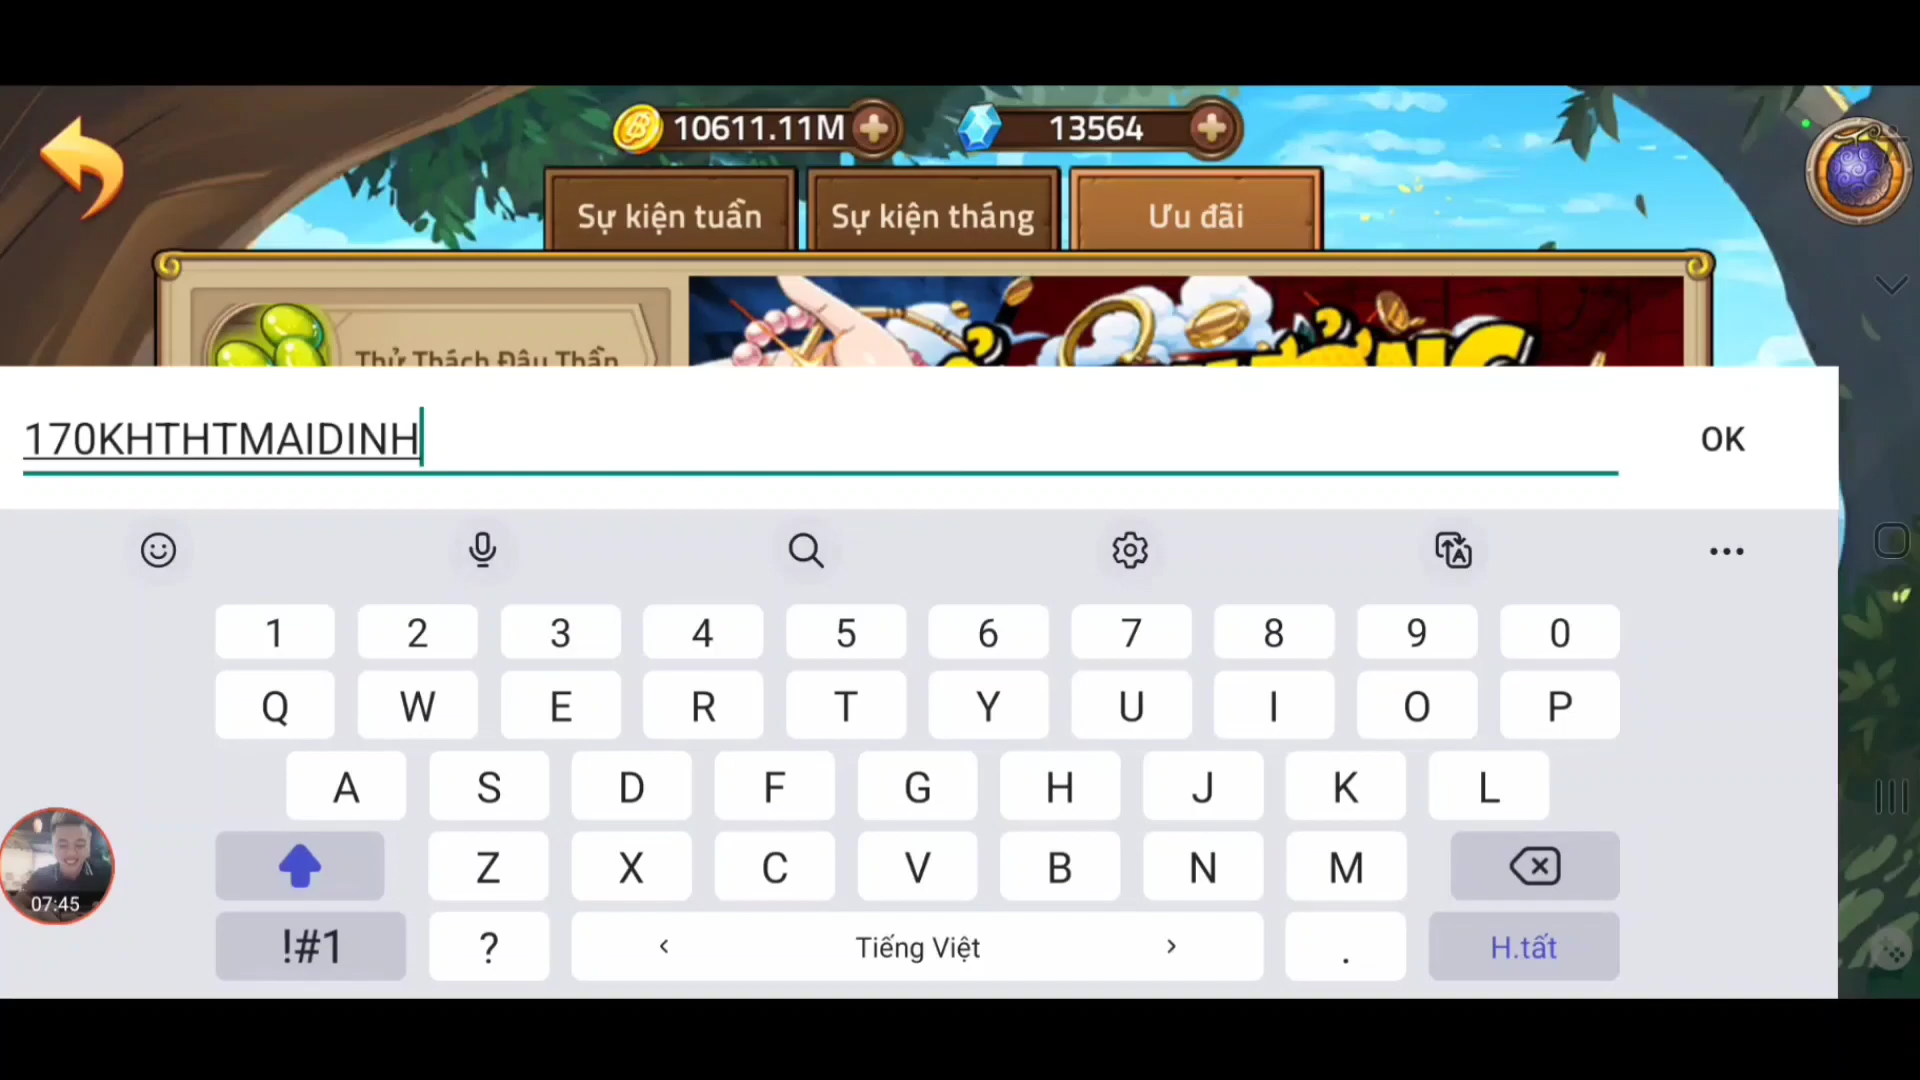 10611.11M
13564
Sự kiện tuần
Sự kiện tháng
Ưu đãi
Thử Thách Đậu Thần
170KHTHTMAIDINH
OK
1 2 3 4 5 6 7 8 9 0
Q W E R T Y U I O P
A S D F G H J K L
Z X C V B N M
07:45
!#1 ? < Tiếng Việt > . H.tất